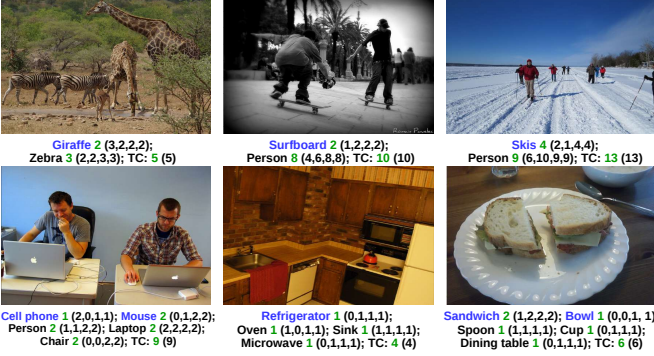 Giraffe 2 (3,2,2,2);
Zebra 3 (2,2,3,3); TC: 5 (5)
Surfboard 2 (1,2,2,2);
Person 8 (4,6,8,8); TC: 10 (10)
Skis 4 (2,1,4,4);
Person 9 (6,10,9,9); TC: 13 (13)
Cell phone 1 (2,0,1,1); Mouse 2 (0,1,2,2);
Person 2 (1,1,2,2); Laptop 2 (2,2,2,2);
Chair 2 (0,0,2,2); TC: 9 (9)
Refrigerator 1 (0,1,1,1);
Oven 1 (1,0,1,1); Sink 1 (1,1,1,1);
Microwave 1 (0,1,1,1); TC: 4 (4)
Sandwich 2 (1,2,2,2); Bowl 1 (0,0,1, 1)
Spoon 1 (1,1,1,1); Cup 1 (0,1,1,1);
Dining table 1 (0,1,1,1); TC: 6 (6)